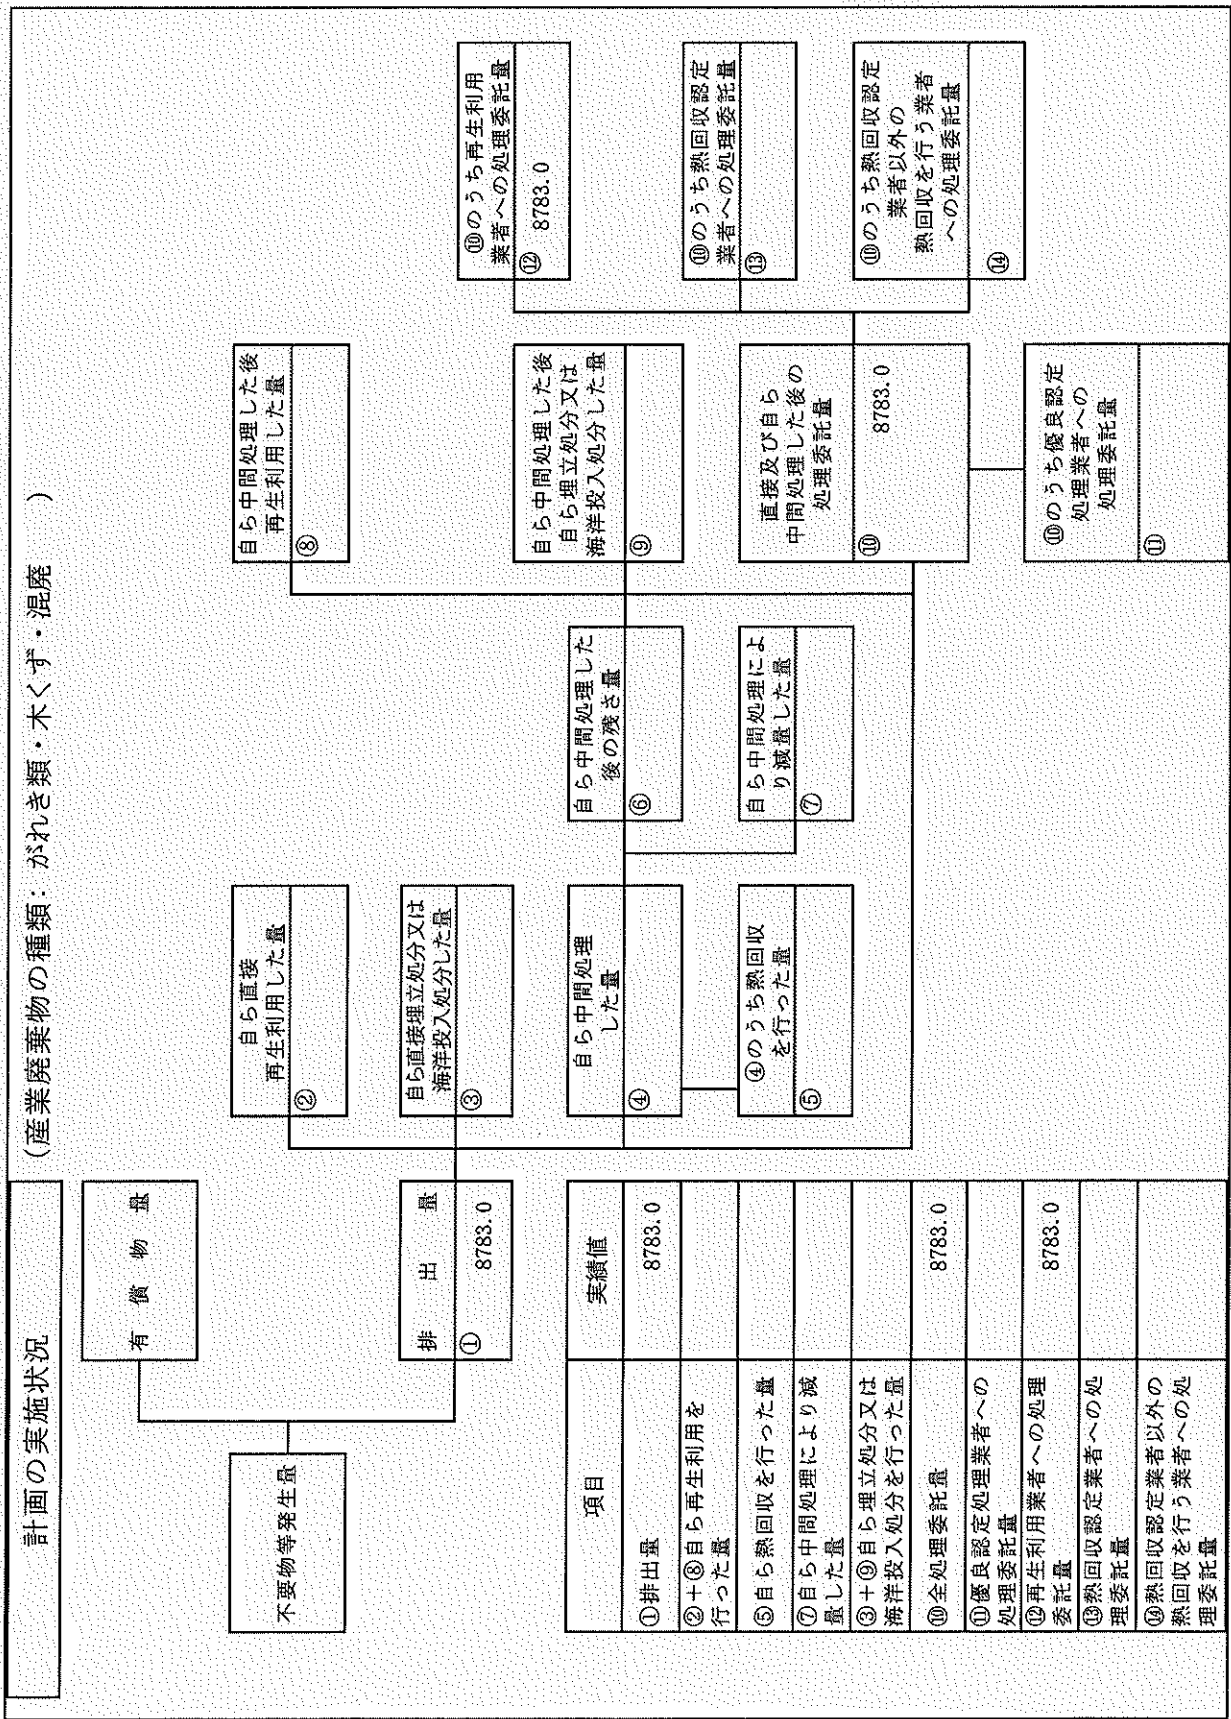 計画の実施状況
(産業廃棄物の種類: がれき類・木くず・混廃 )
不要物等発生量
有償物量
排出量
① 8783.0
自ら直接
再生利用した量
②
自ら直接埋立処分又は
海洋投入処分した量
③
自ら中間処理
した量
④
④のうち熱回収
を行った量
⑤
自ら中間処理した
後の残さ量
⑥
自ら中間処理によ
り減量した量
⑦
自ら中間処理した後
再生利用した量
⑧
自ら中間処理した後
自ら埋立処分又は
海洋投入処分した量
⑨
直接及び自ら
中間処理した後の
処理委託量
⑩ 8783.0
⑩のうち優良認定
処理業者への
処理委託量
⑪
⑩のうち再生利用
業者への処理委託量
⑫ 8783.0
⑩のうち熱回収認定
業者への処理委託量
⑬
⑩のうち熱回収認定
業者以外の
熱回収を行う業者
への処理委託量
⑭
項目 実績値
①排出量 8783.0
②+⑧自ら再生利用を
行った量
⑤自ら熱回収を行った量
⑦自ら中間処理により減
量した量
③+⑨自ら埋立処分又は
海洋投入処分を行った量
⑩全処理委託量 8783.0
⑪優良認定処理業者への
処理委託量
⑫再生利用業者への処理
委託量 8783.0
⑬熱回収認定業者への処
理委託量
⑭熱回収認定業者以外の
熱回収を行う業者への処
理委託量